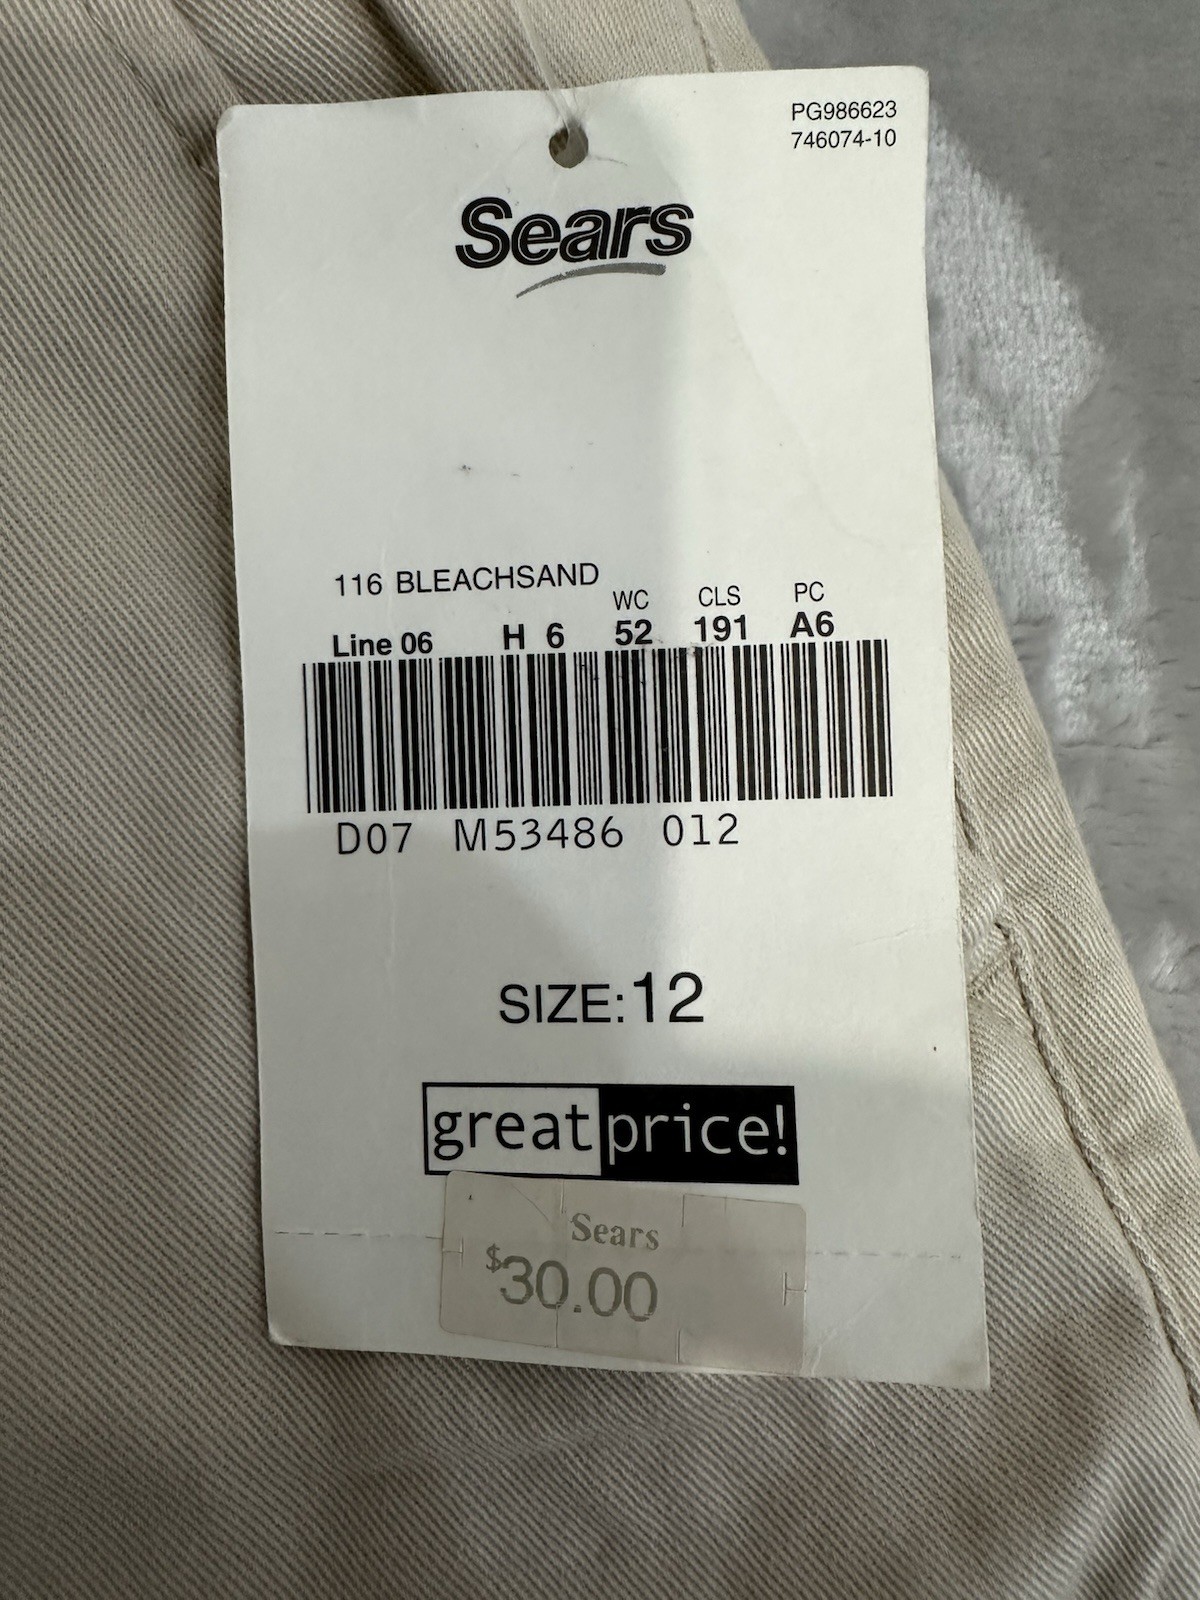 PG986623
746074-10
Sears
116 BLEACHSAND
WC CLS PC
Line 06 H 6 52 191 A6
D07 M53486 012
SIZE:12
great price!
Sears
$30.00